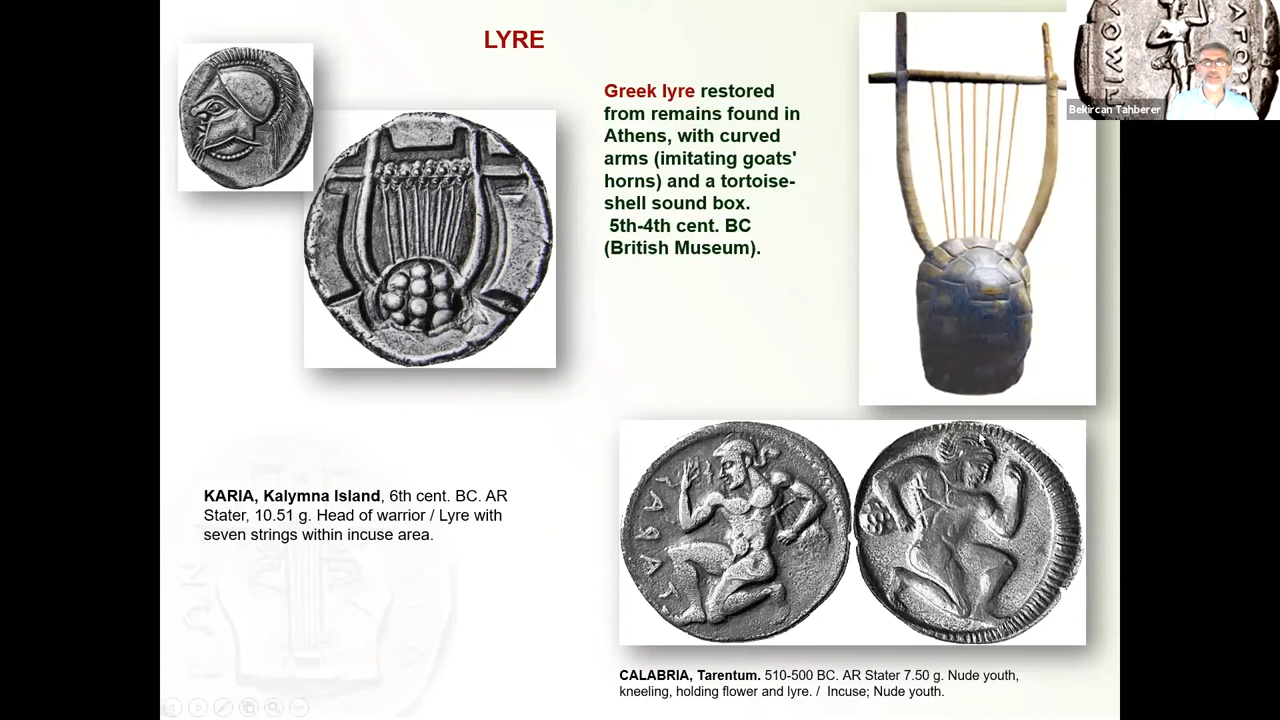 LYRE
Greek lyre restored
from remains found in
Athens, with curved
arms (imitating goats'
horns) and a tortoise-
shell sound box.
5th-4th cent. BC
(British Museum).
Bekircan Tahberer
KARIA, Kalymna Island, 6th cent. BC. AR
Stater, 10.51 g. Head of warrior / Lyre with
seven strings within incuse area.
CALABRIA, Tarentum. 510-500 BC. AR Stater 7.50 g. Nude youth,
kneeling, holding flower and lyre. / Incuse; Nude youth.